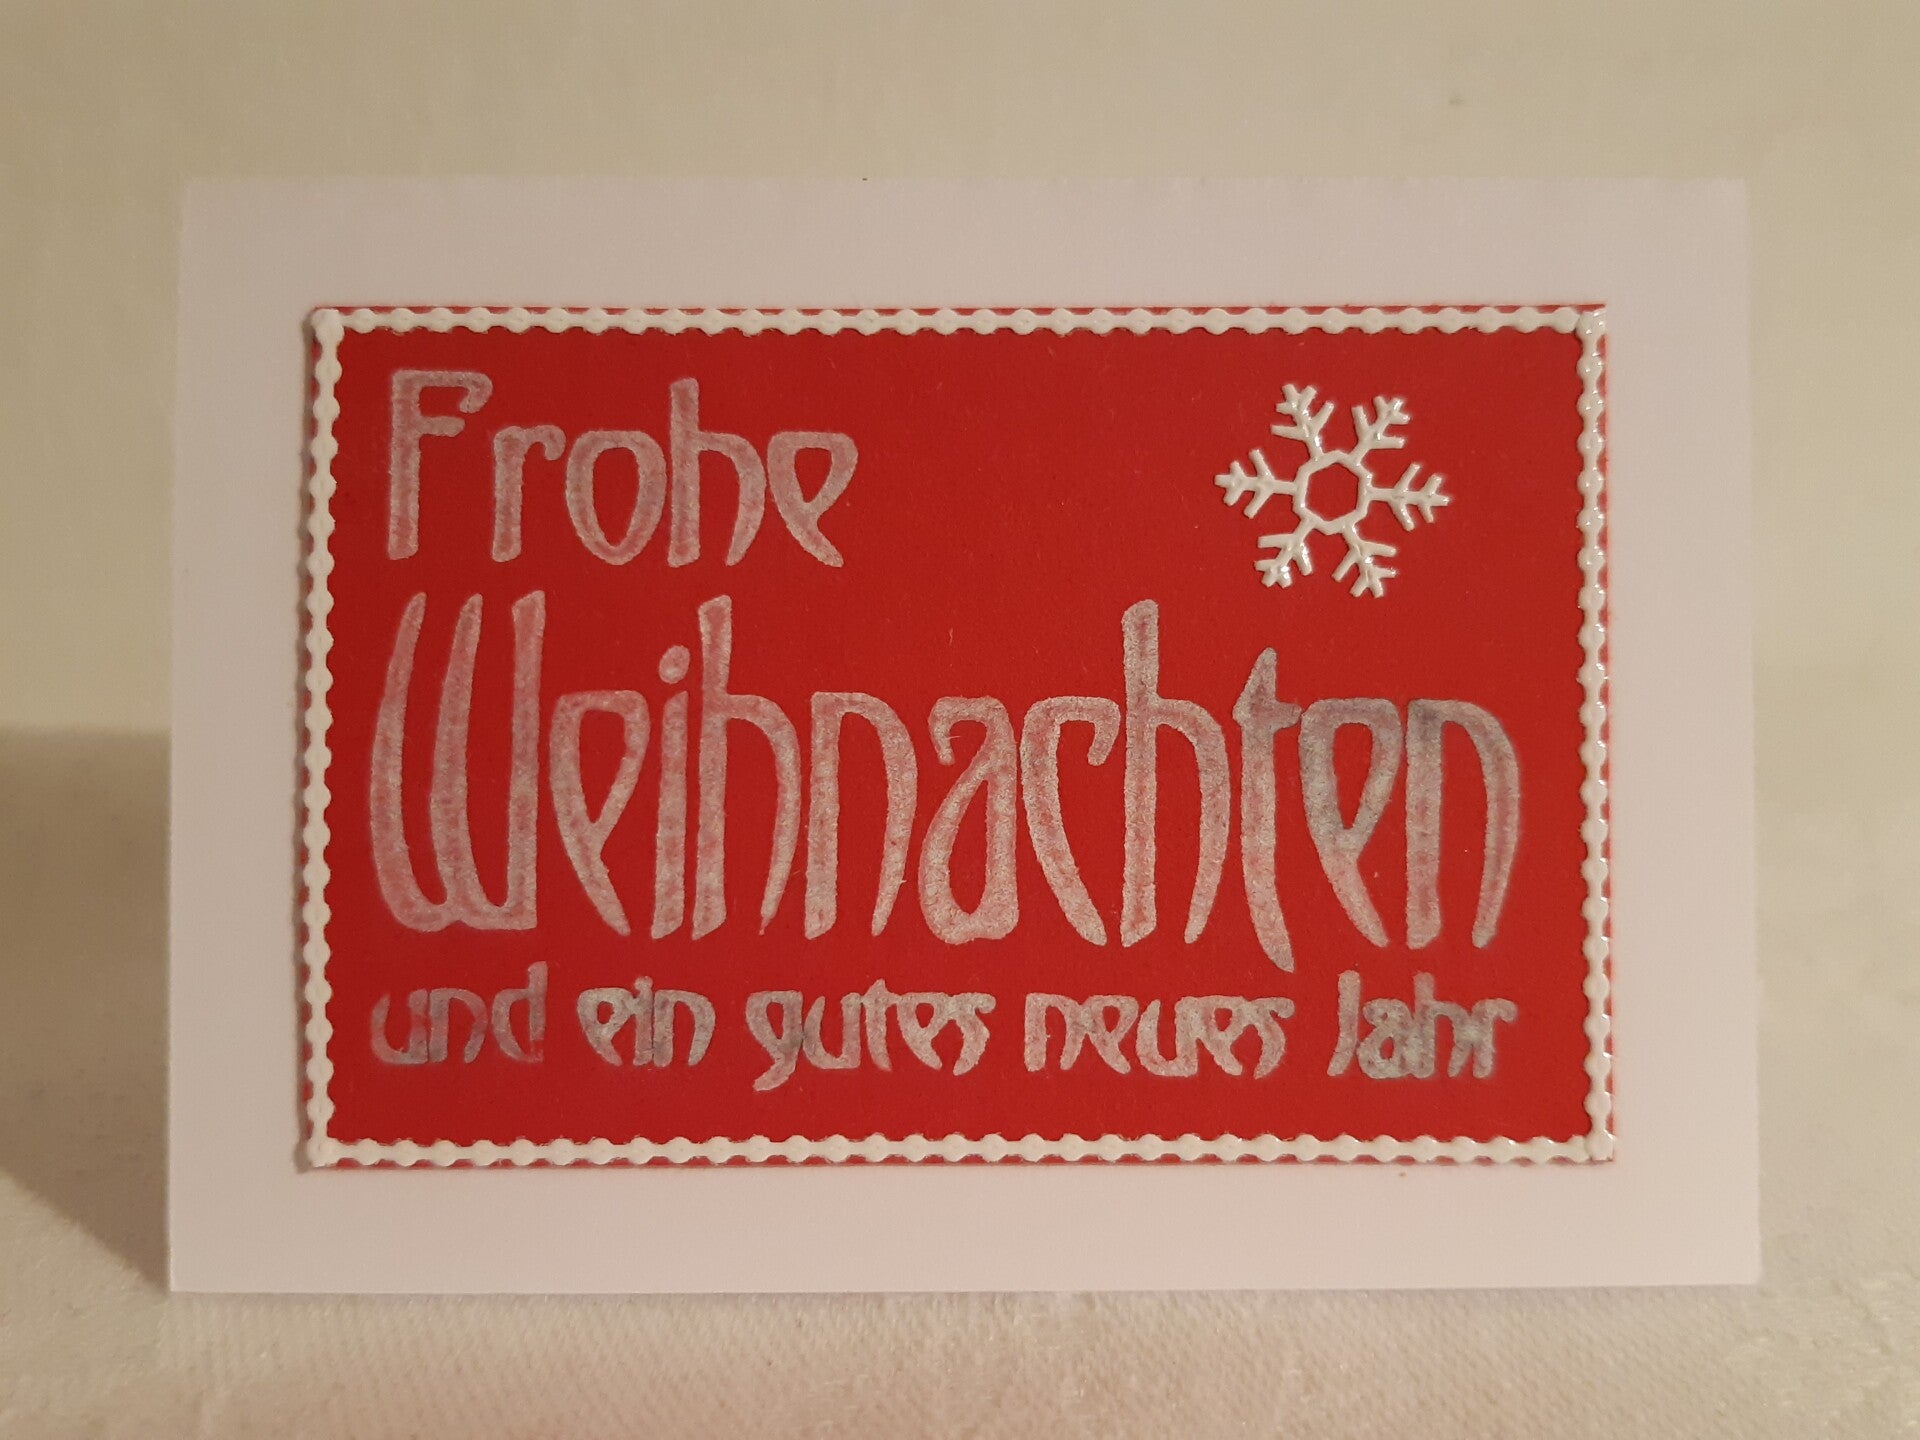 Frohe
Weihnachten
und ein gutes neues Jahr